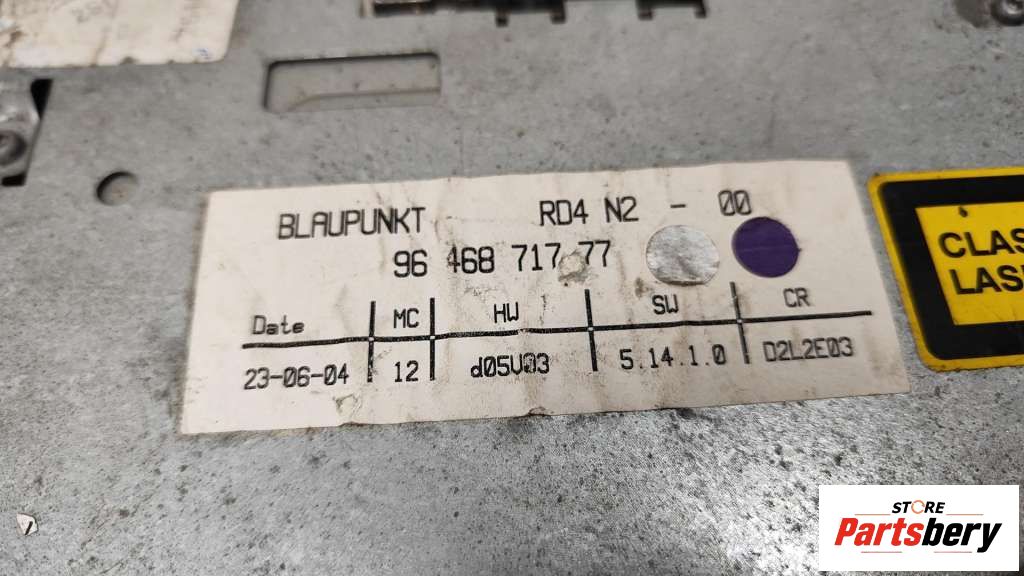 BLAUPUNKT RD4 N2 - 00
96 468 717 77
Date MC HW SW CR
23-06-04 12 d05V03 5.14.1.0 D2L2E03
CLAS
LAS
STORE
Partsbery